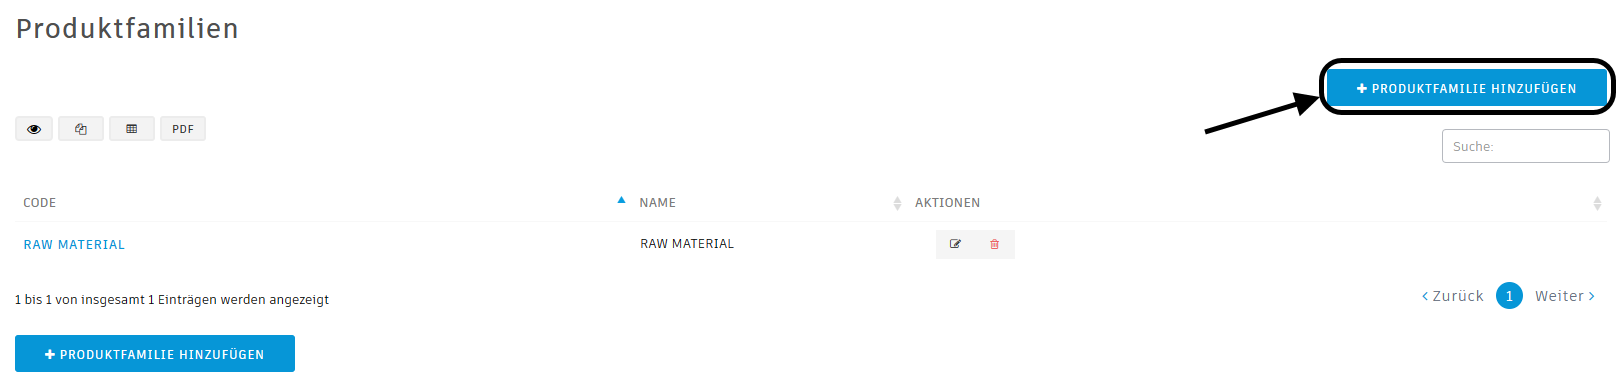 Produktfamilien
PRODUKTFAMILIE HINZUFÜGEN
PDF
Suche:
CODE NAME AKTIONEN
RAW MATERIAL RAW MATERIAL
1 bis 1 von insgesamt 1 Einträgen werden angezeigt
Zurück 1 Weiter
PRODUKTFAMILIE HINZUFÜGEN